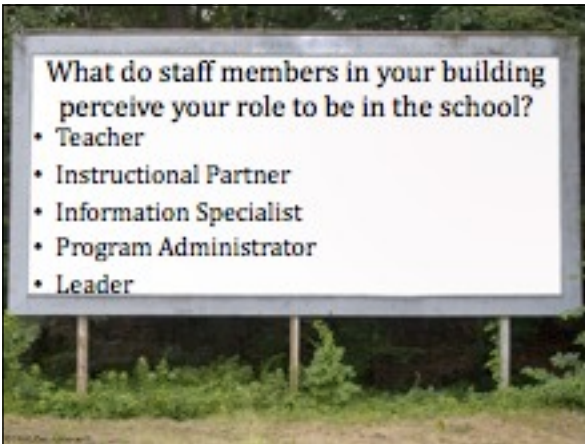 What do staff members in your building
perceive your role to be in the school?
• Teacher
• Instructional Partner
• Information Specialist
• Program Administrator
• Leader